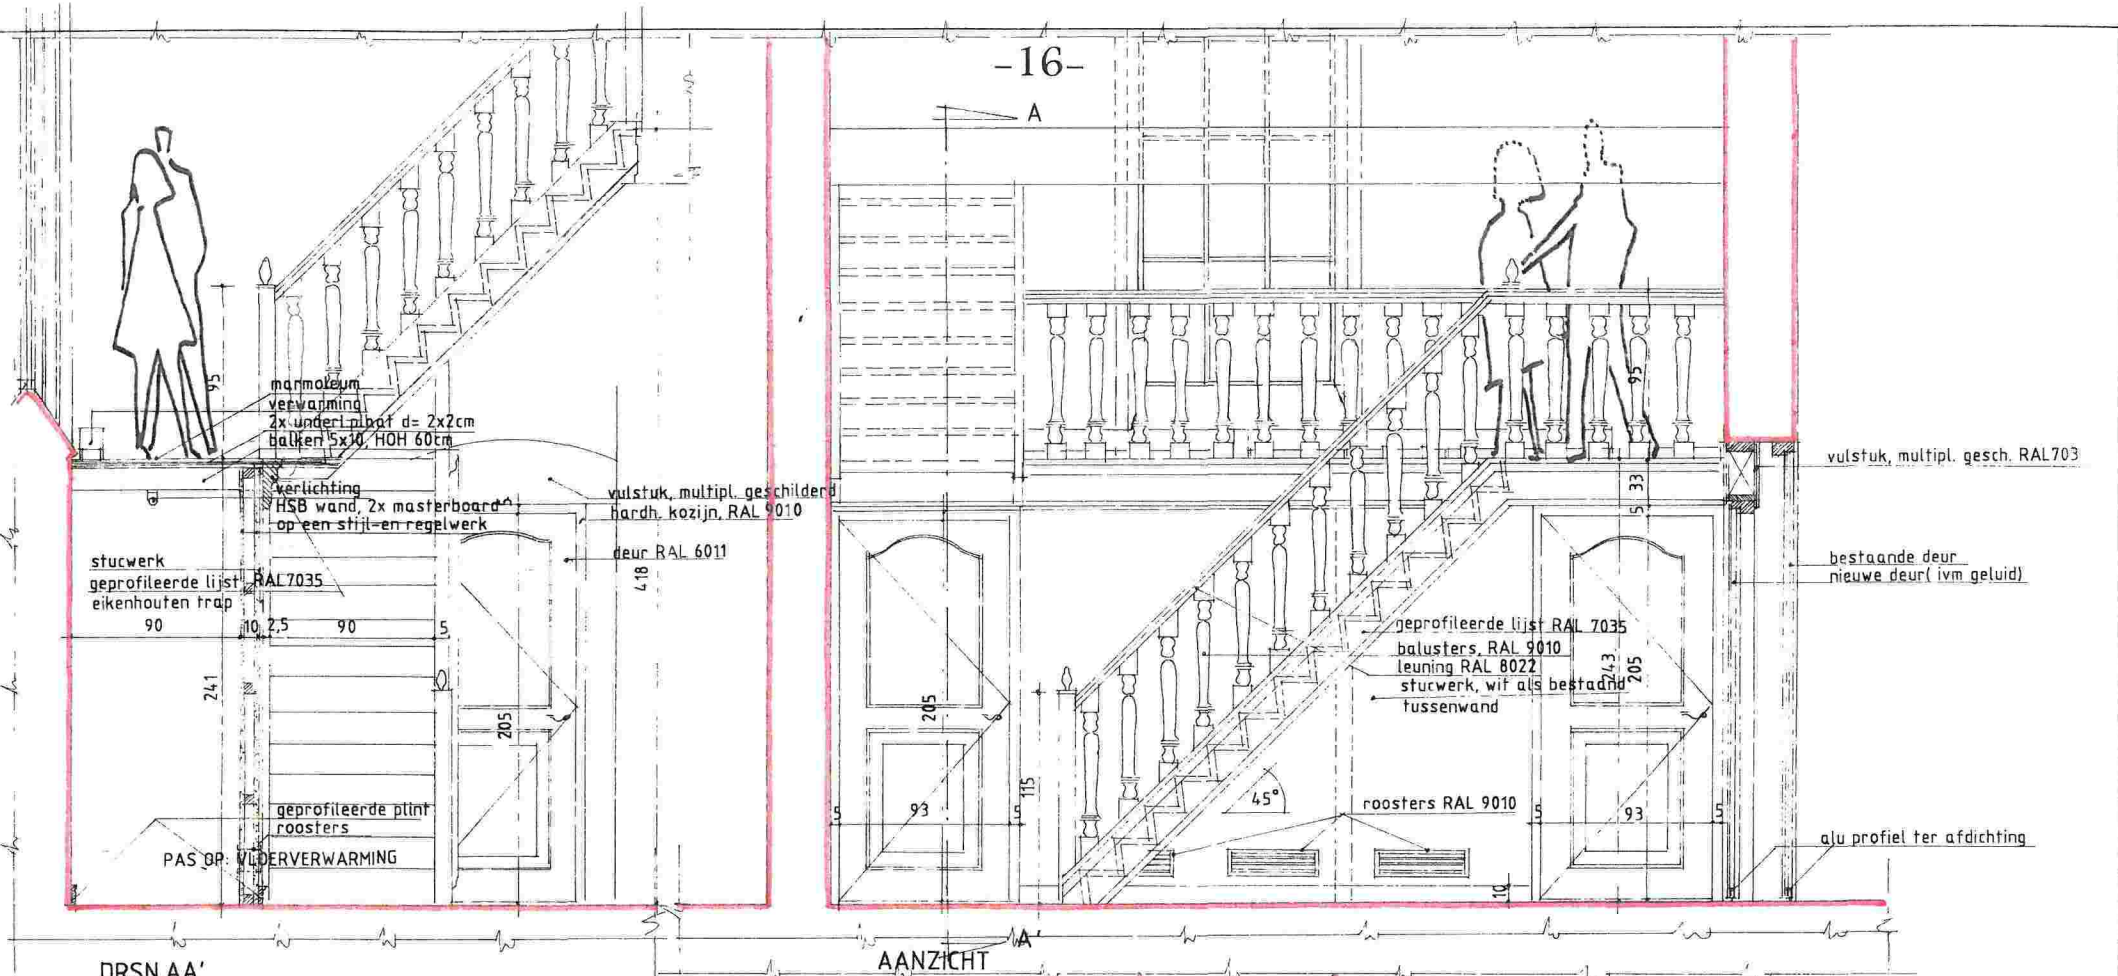 -16-
A
95
marmoleum
verwarming
2x underl.plaat d= 2x2cm
balken 5x10, HOH 60cm
verlichting
HSB wand, 2x masterboard
op een stijl-en regelwerk
vulstuk, multipl. geschilderd
hardh. kozijn, RAL 9010
deur RAL 6011
418
stucwerk
geprofileerde lijst RAL7035
eikenhouten trap
90 10 2,5 90 5
241
205
geprofileerde plint
roosters
PAS OP: VLOERVERWARMING
DRSN AA'
95
33
5
vulstuk, multipl. gesch. RAL703
bestaande deur
nieuwe deur( ivm geluid)
geprofileerde lijst RAL 7035
balusters, RAL 9010
leuning RAL 8022
stucwerk, wit als bestaand
tussenwand
243
205
205
115
45°
roosters RAL 9010
5 93 5
5 93 5
10
alu profiel ter afdichting
A'
AANZICHT